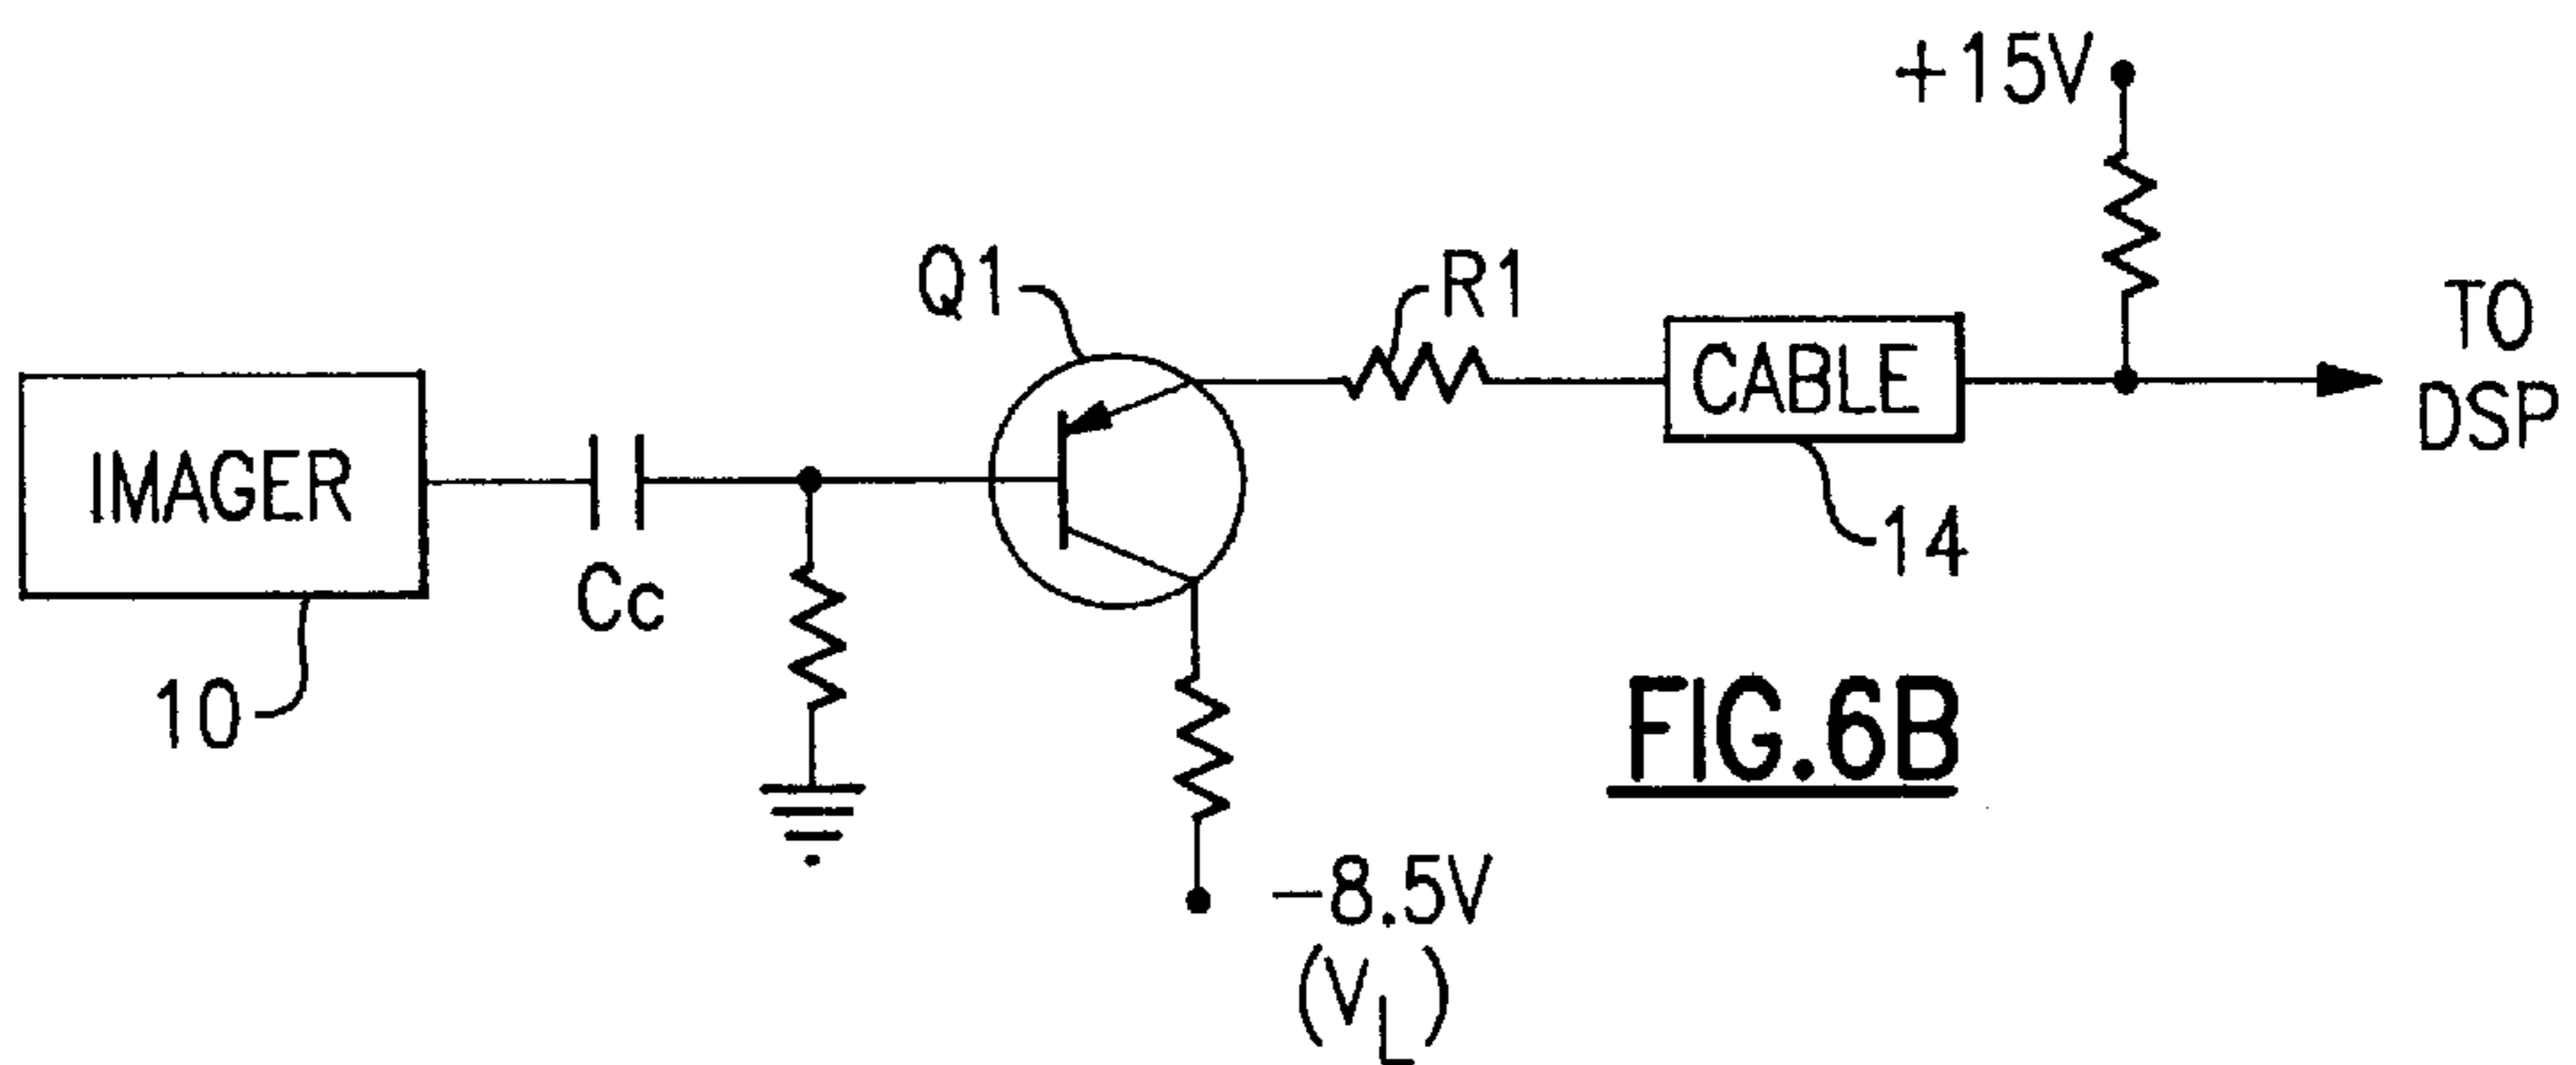 +15V
Q1
R1
TO
DSP
CABLE
IMAGER
14
Cc
10
FIG.6B
-8.5V
(VL)